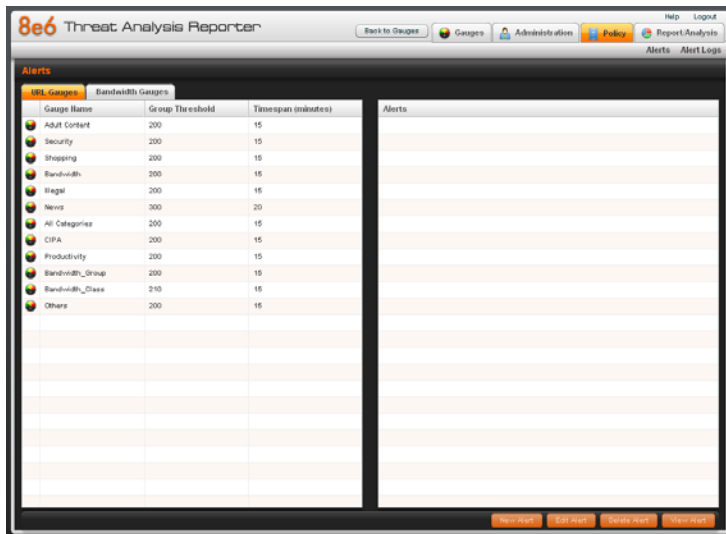 Help Logout
8e6 Threat Analysis Reporter
Back to Gauges Gauges Administration Policy Report/Analysis
Alerts Alert Logs
Alerts
URL Gauges Bandwidth Gauges
Gauge Name Group Threshold Timespan (minutes) Alerts
Adult Content 200 15
Security 200 15
Shopping 200 15
Bandwidth 200 15
Illegal 200 15
News 300 20
All Categories 200 15
CIPA 200 15
Productivity 200 15
Bandwidth_Group 200 15
Bandwidth_Class 210 15
Others 200 15
New Alert Edit Alert Delete Alert View Alert